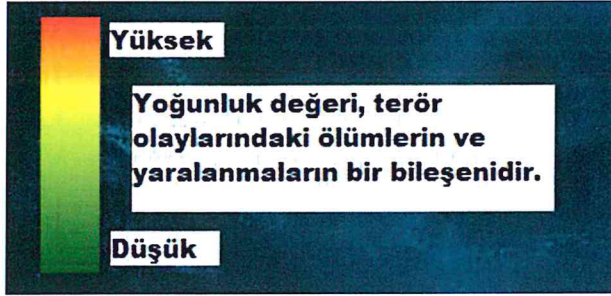 Yüksek
Yoğunluk değeri, terör
olaylarındaki ölümlerin ve
yaralanmaların bir bileşenidir.
Düşük